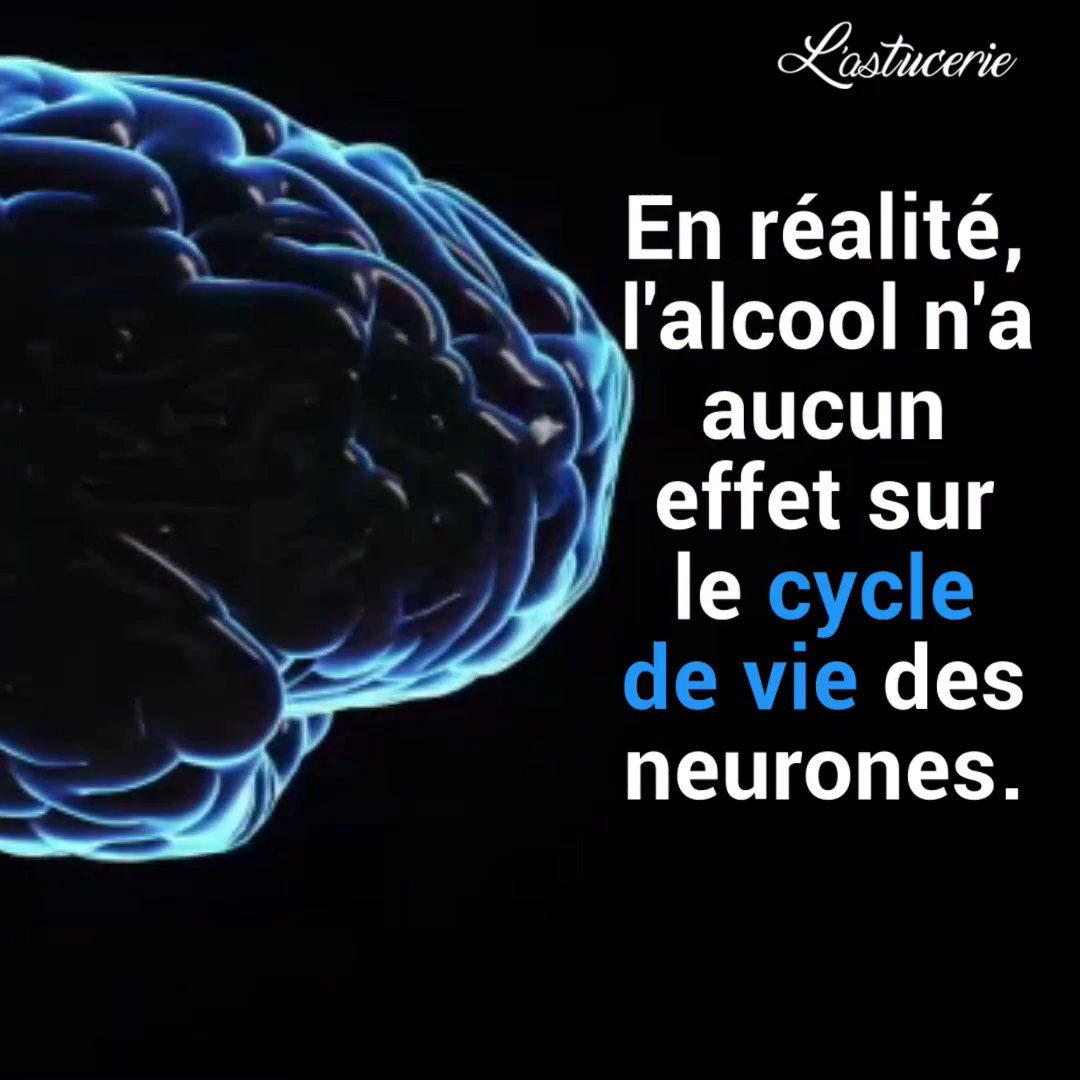 L'astucerie
En réalité,
l'alcool n'a
aucun
effet sur
le cycle
de vie des
neurones.